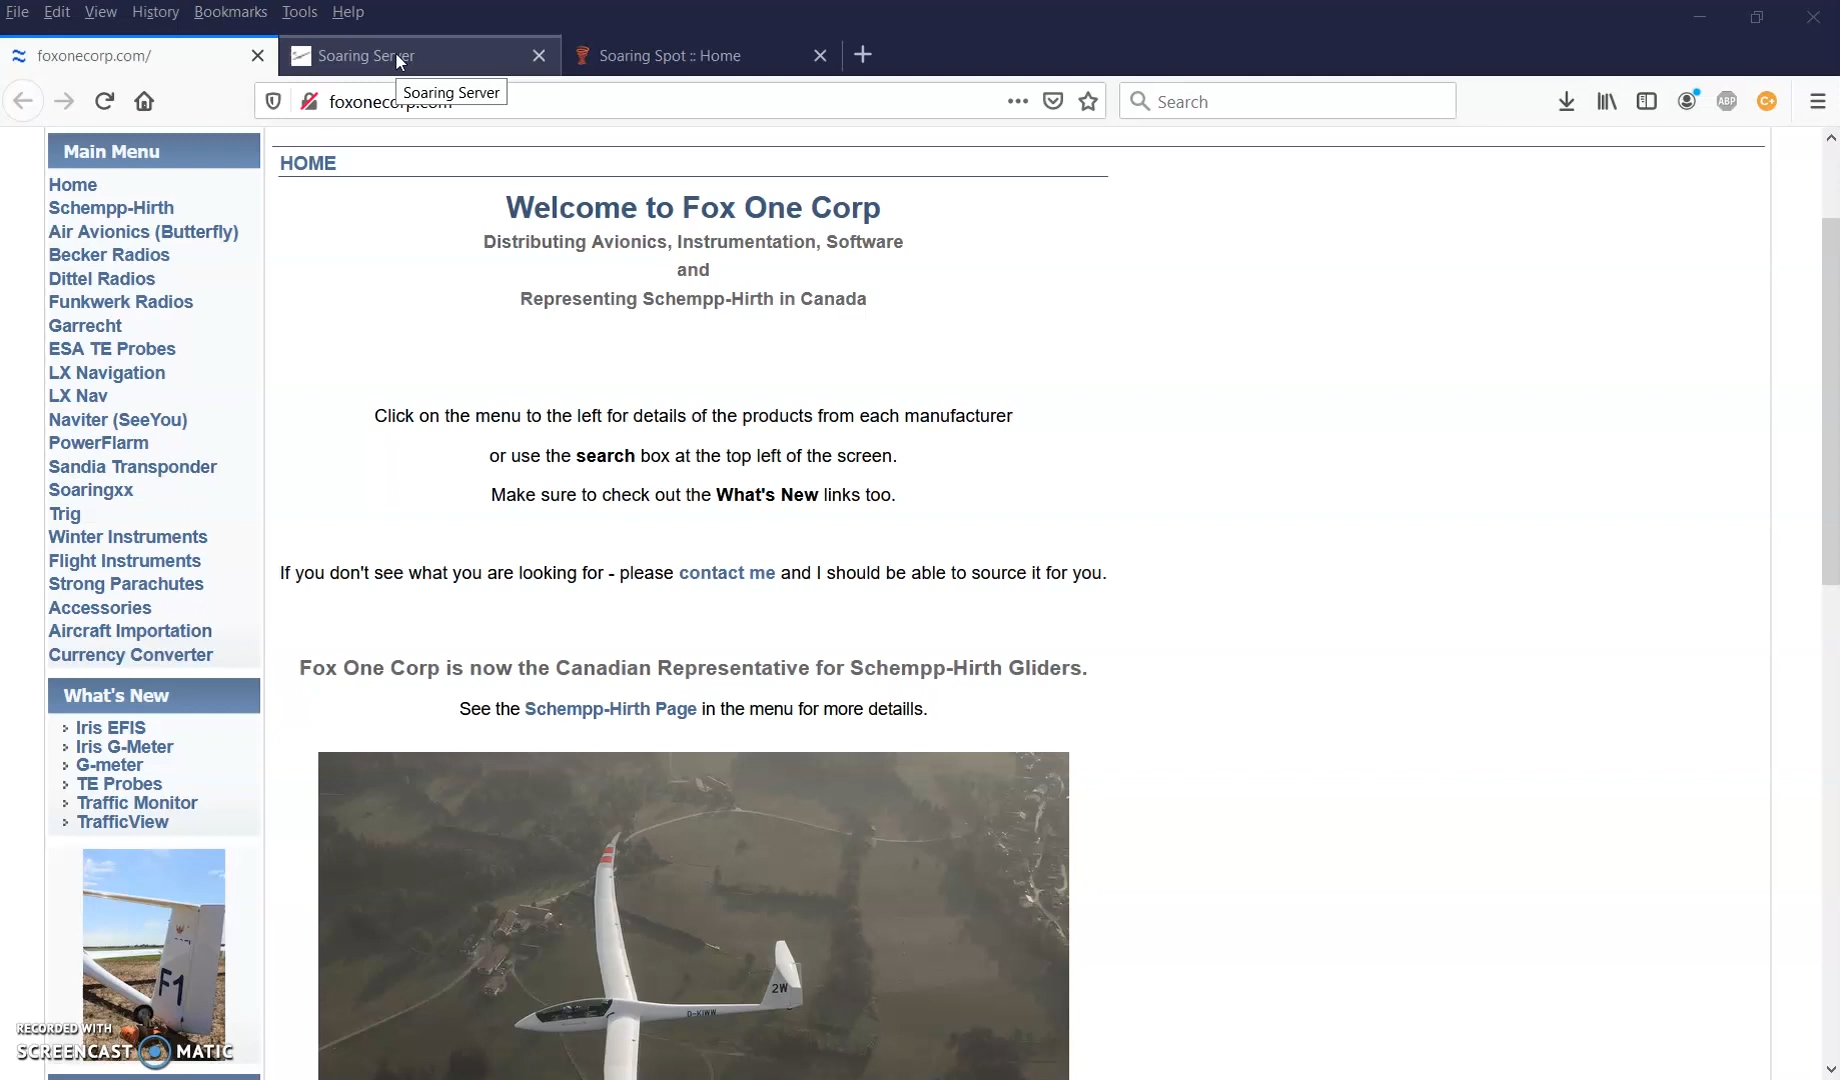 File Edit View History Bookmarks Tools Help
foxonecorp.com/
Soaring Server
Soaring Spot :: Home
Soaring Server
Search
ABP
C+
Main Menu
Home
Schempp-Hirth
Air Avionics (Butterfly)
Becker Radios
Dittel Radios
Funkwerk Radios
Garrecht
ESA TE Probes
LX Navigation
LX Nav
Naviter (SeeYou)
PowerFlarm
Sandia Transponder
Soaringxx
Trig
Winter Instruments
Flight Instruments
Strong Parachutes
Accessories
Aircraft Importation
Currency Converter
What's New
Iris EFIS
Iris G-Meter
G-meter
TE Probes
Traffic Monitor
TrafficView
F1
RECORDED WITH
SCREENCAST MATIC
HOME
Welcome to Fox One Corp
Distributing Avionics, Instrumentation, Software
and
Representing Schempp-Hirth in Canada
Click on the menu to the left for details of the products from each manufacturer
or use the search box at the top left of the screen.
Make sure to check out the What's New links too.
If you don't see what you are looking for - please contact me and I should be able to source it for you.
Fox One Corp is now the Canadian Representative for Schempp-Hirth Gliders.
See the Schempp-Hirth Page in the menu for more detaills.
2W
D-KIWW